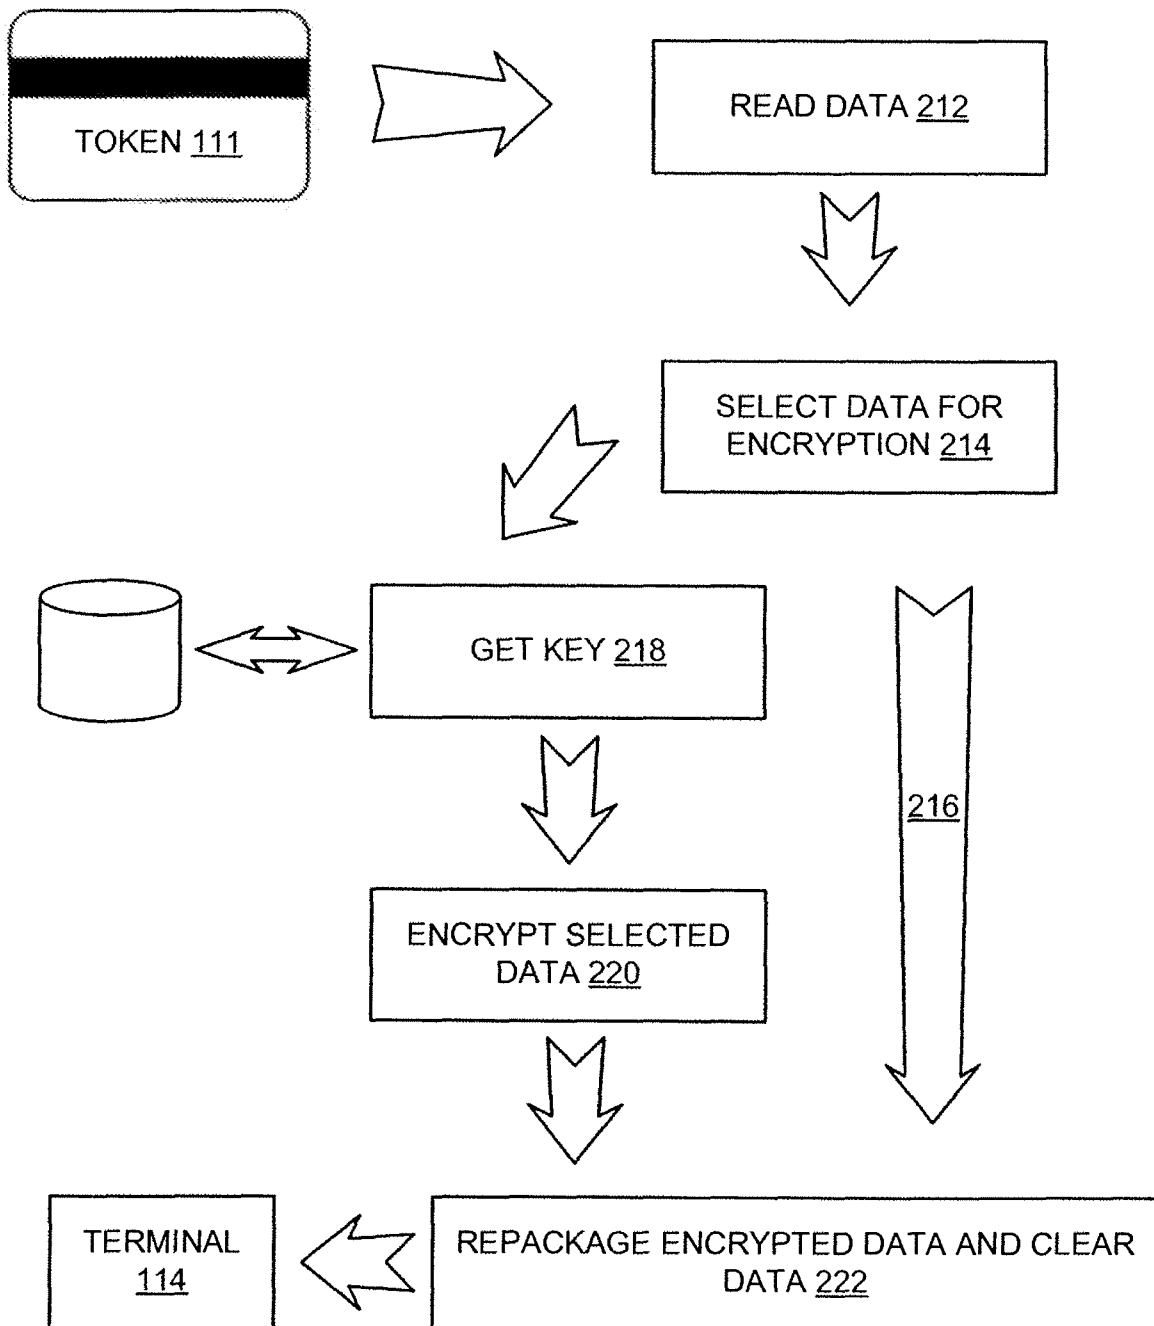 TOKEN 111
READ DATA 212
SELECT DATA FOR
ENCRYPTION 214
GET KEY 218
216
ENCRYPT SELECTED
DATA 220
TERMINAL
114
REPACKAGE ENCRYPTED DATA AND CLEAR
DATA 222